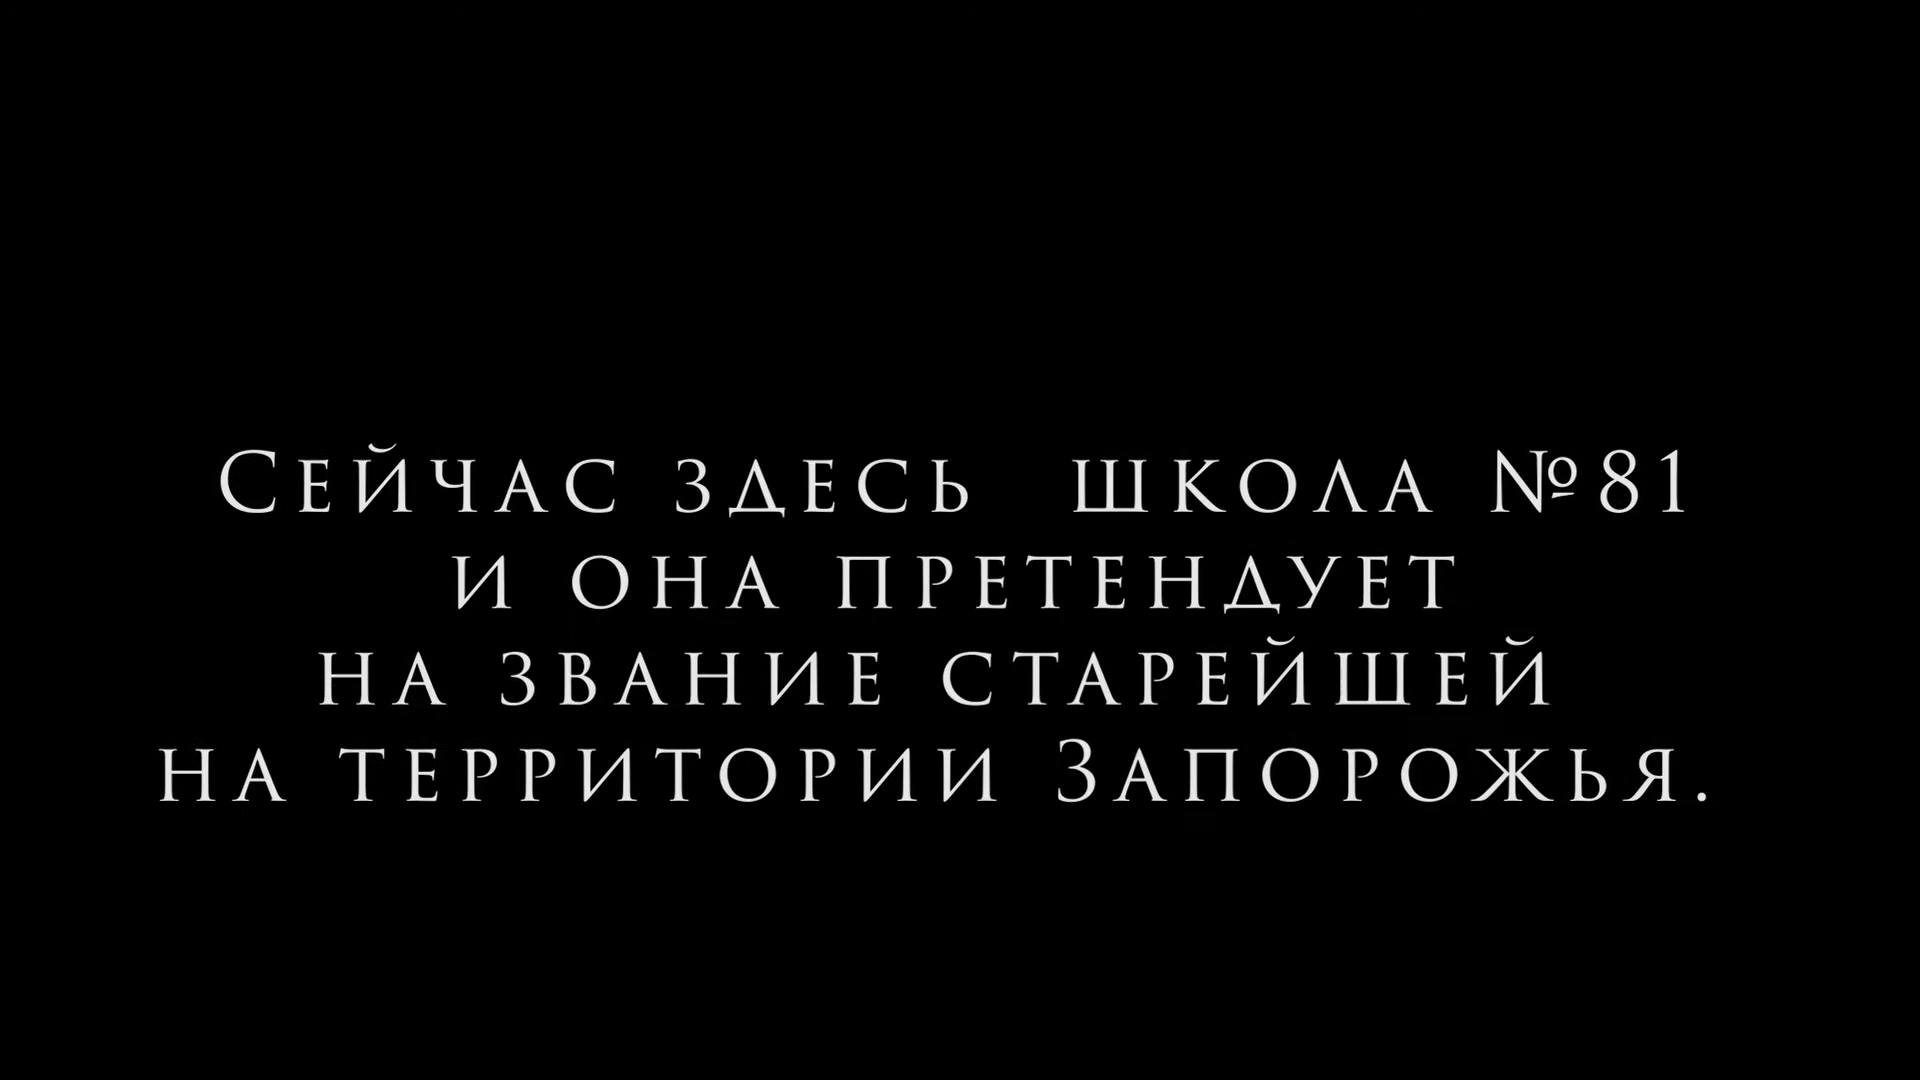 Сейчас здесь школа №81
и она претендует
на звание старейшей
на территории Запорожья.